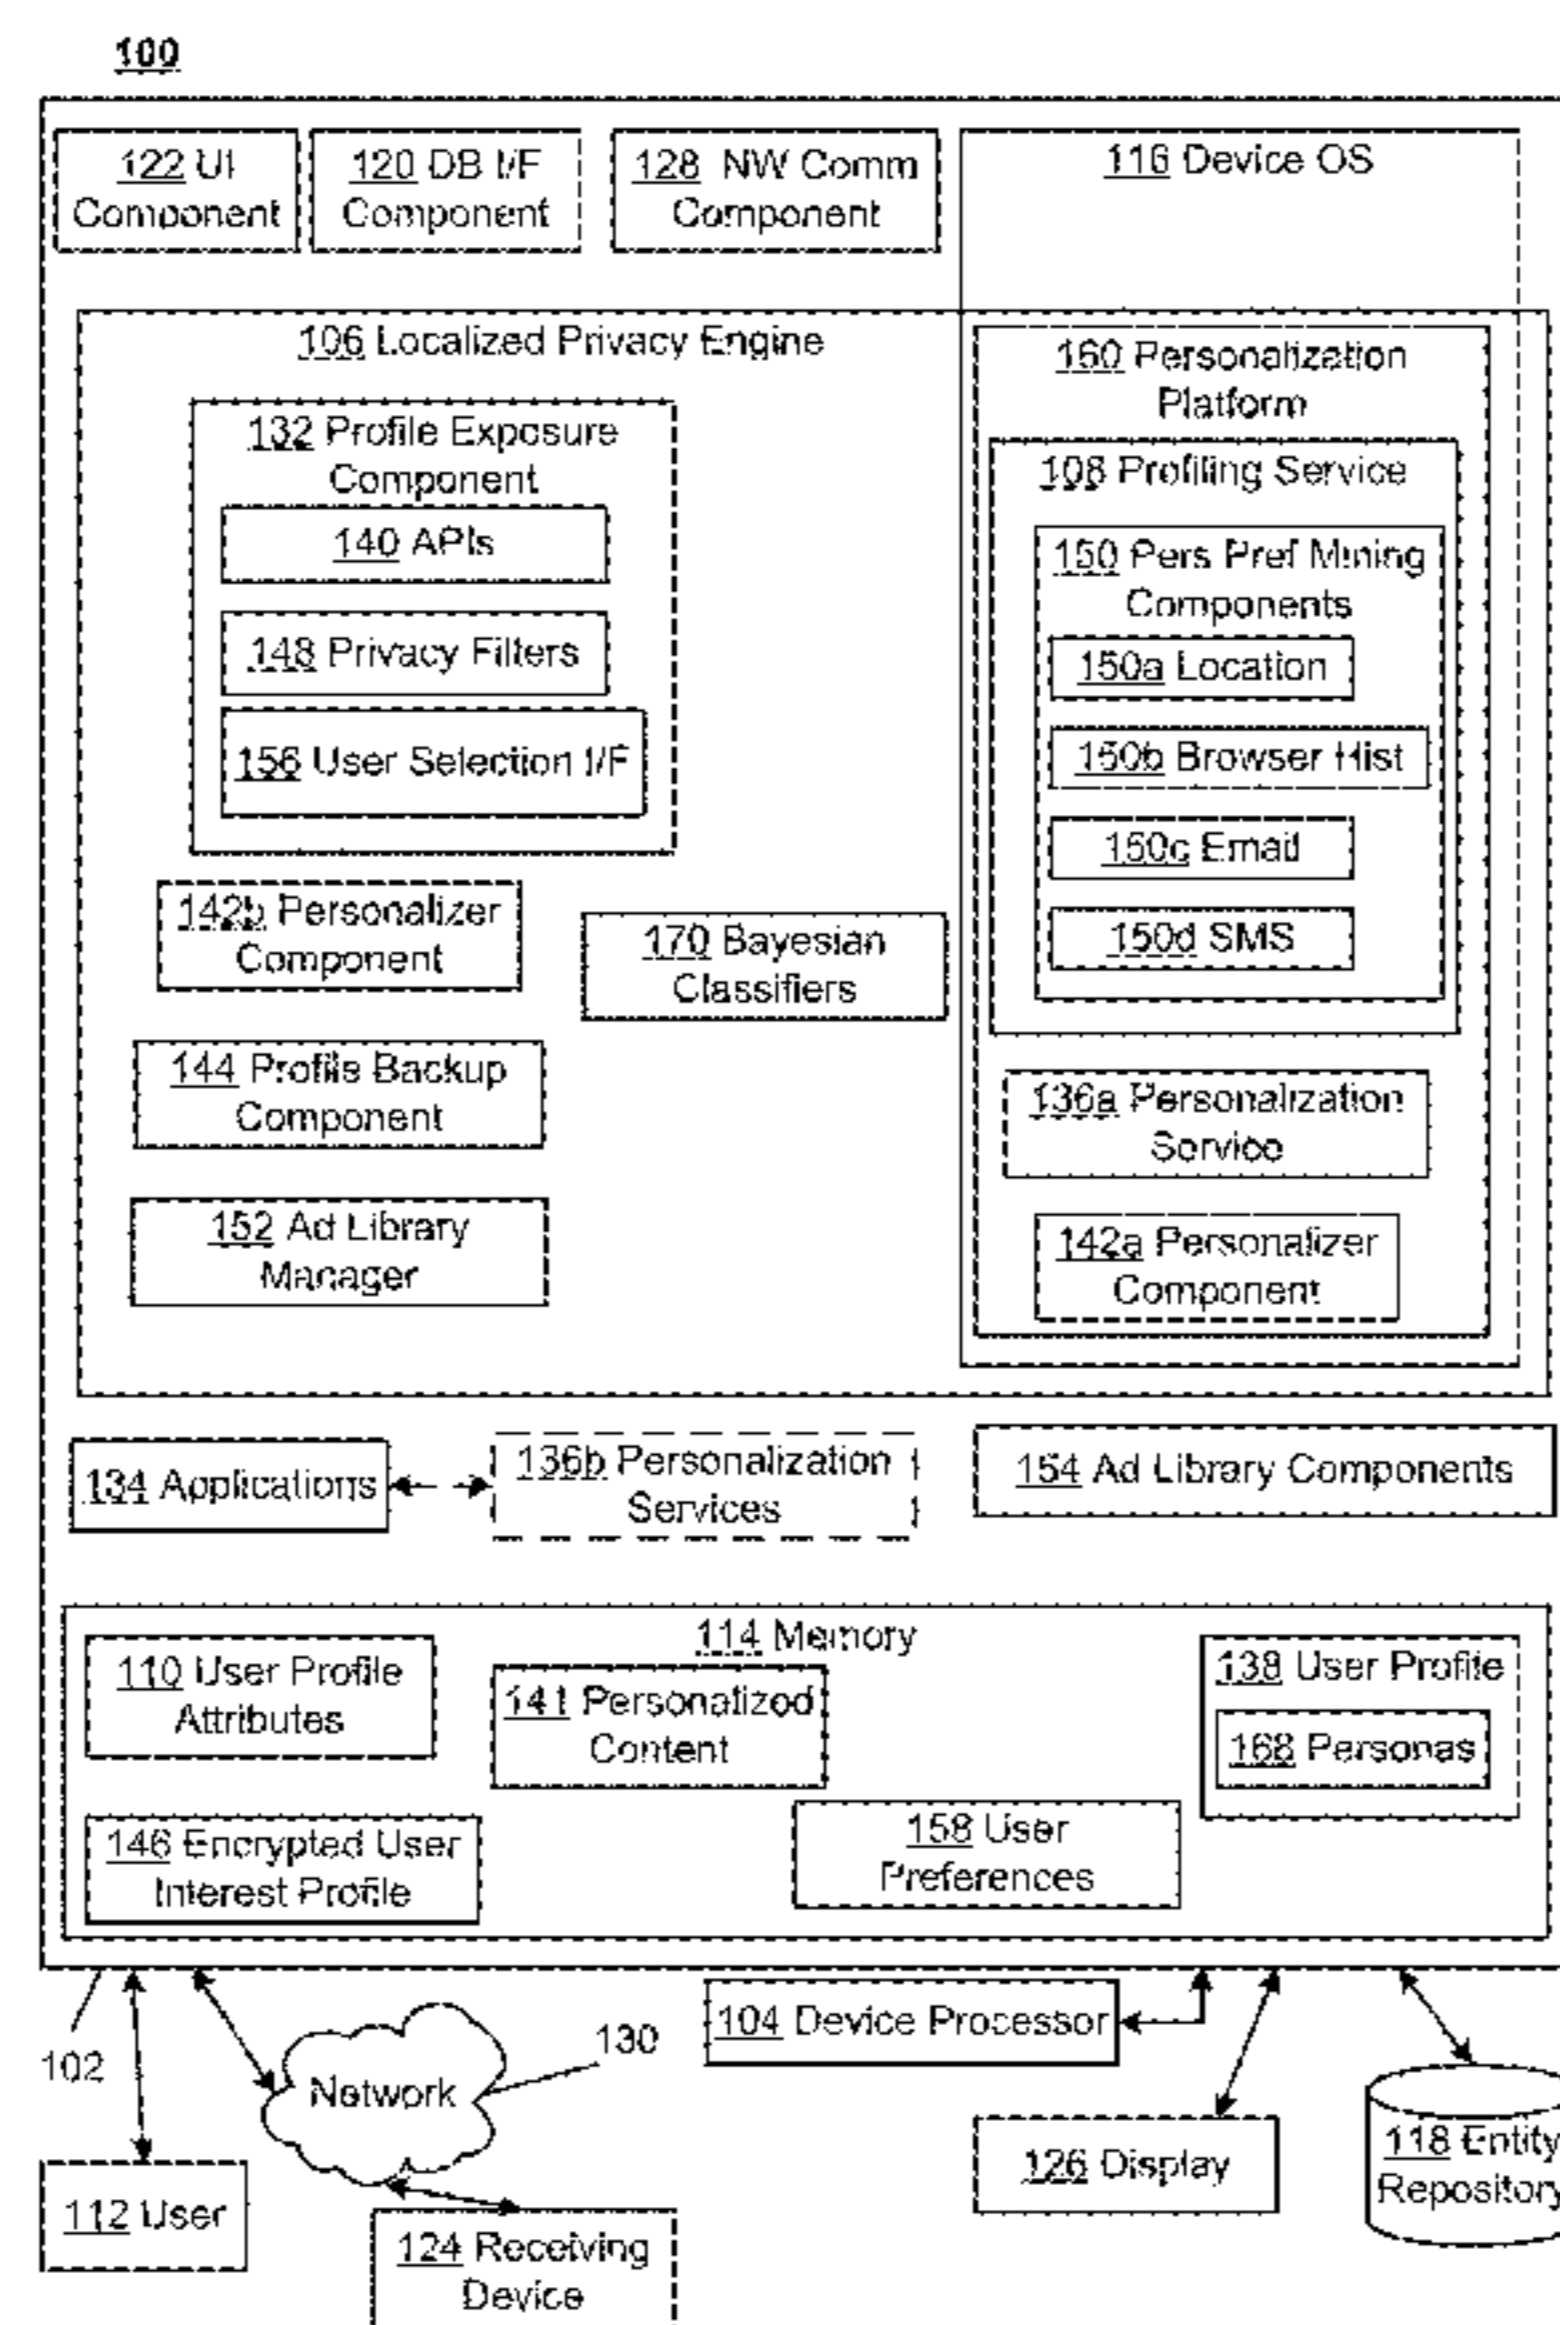 100
122 UI
Component
120 DB I/F
Component
128 NW Comm
Component
116 Device OS
106 Localized Privacy Engine
132 Profile Exposure
Component
140 APIs
148 Privacy Filters
156 User Selection I/F
142b Personalizer
Component
170 Bayesian
Classifiers
144 Profile Backup
Component
152 Ad Library
Manager
160 Personalization
Platform
108 Profiling Service
150 Pers Pref Mining
Components
150a Location
150b Browser Hist
150c Email
150d SMS
136a Personalization
Service
142a Personalizer
Component
134 Applications
136b Personalization
Services
154 Ad Library Components
114 Memory
110 User Profile
Attributes
141 Personalized
Content
138 User Profile
168 Personas
146 Encrypted User
Interest Profile
158 User
Preferences
102
Network
130
104 Device Processor
112 User
124 Receiving
Device
126 Display
118 Entity
Repository